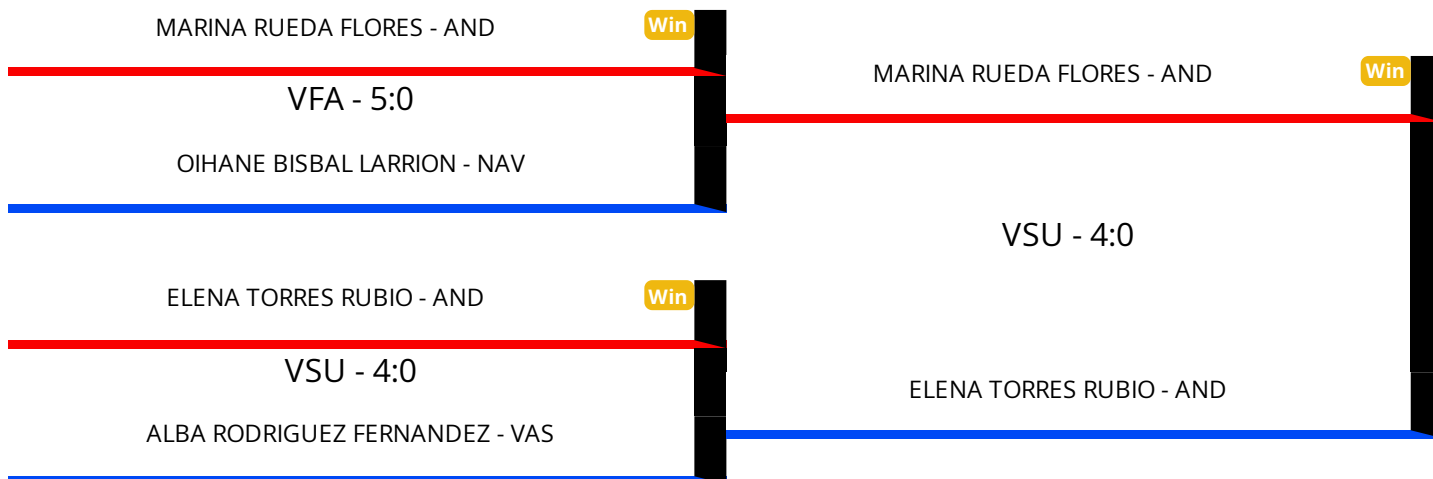 MARINA RUEDA FLORES - AND
Win
VFA - 5:0
OIHANE BISBAL LARRION - NAV
ELENA TORRES RUBIO - AND
Win
VSU - 4:0
ALBA RODRIGUEZ FERNANDEZ - VAS
MARINA RUEDA FLORES - AND
Win
VSU - 4:0
ELENA TORRES RUBIO - AND